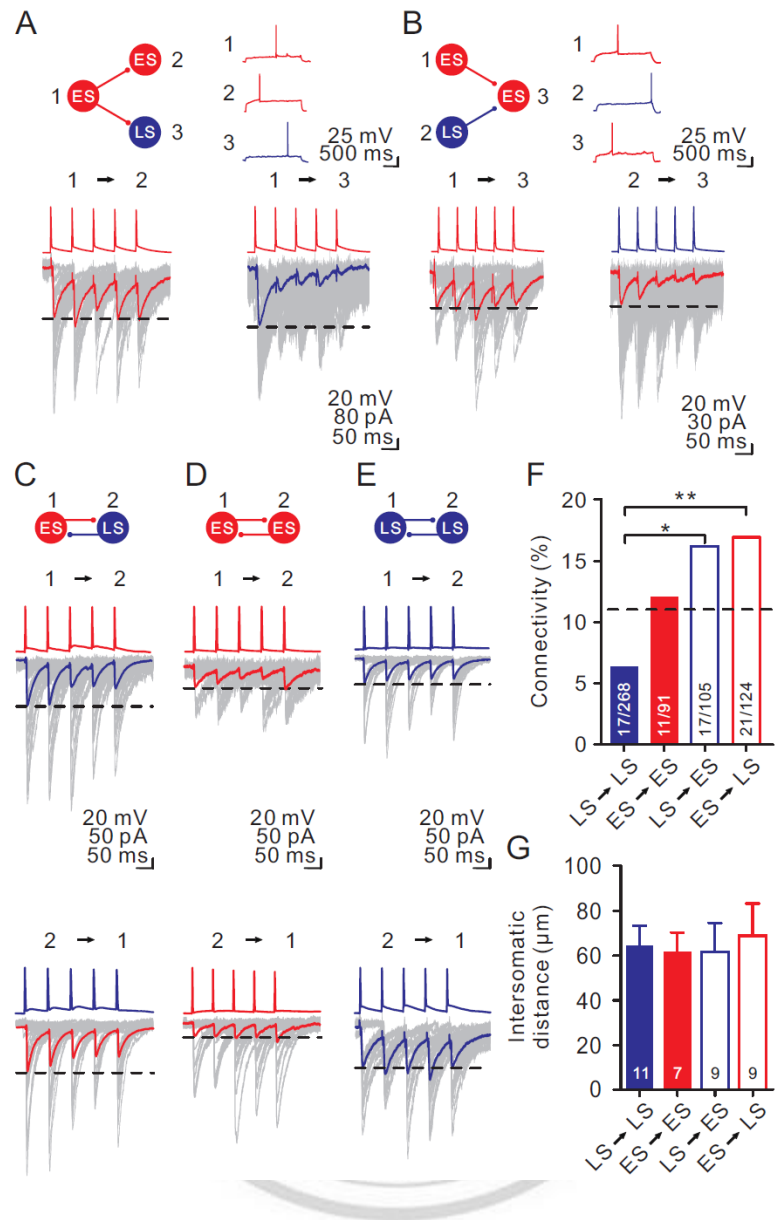 A
B
ES 2
1 ES
LS 3
1
2
3
25 mV
500 ms
1 ES
ES 3
2 LS
1
2
3
25 mV
500 ms
1 → 2
1 → 3
1 → 3
2 → 3
20 mV
80 pA
50 ms
20 mV
30 pA
50 ms
C
1 2
ES LS
1 → 2
20 mV
50 pA
50 ms
2 → 1
D
1 2
ES ES
1 → 2
20 mV
50 pA
50 ms
2 → 1
E
1 2
LS LS
1 → 2
20 mV
50 pA
50 ms
2 → 1
F
Connectivity (%)
20
15
10
5
0
**
*
17/268
11/91
17/105
21/124
LS → LS
ES → ES
LS → ES
ES → LS
G
Intersomatic
distance (µm)
100
80
60
40
20
0
11
7
9
9
LS → LS
ES → ES
LS → ES
ES → LS